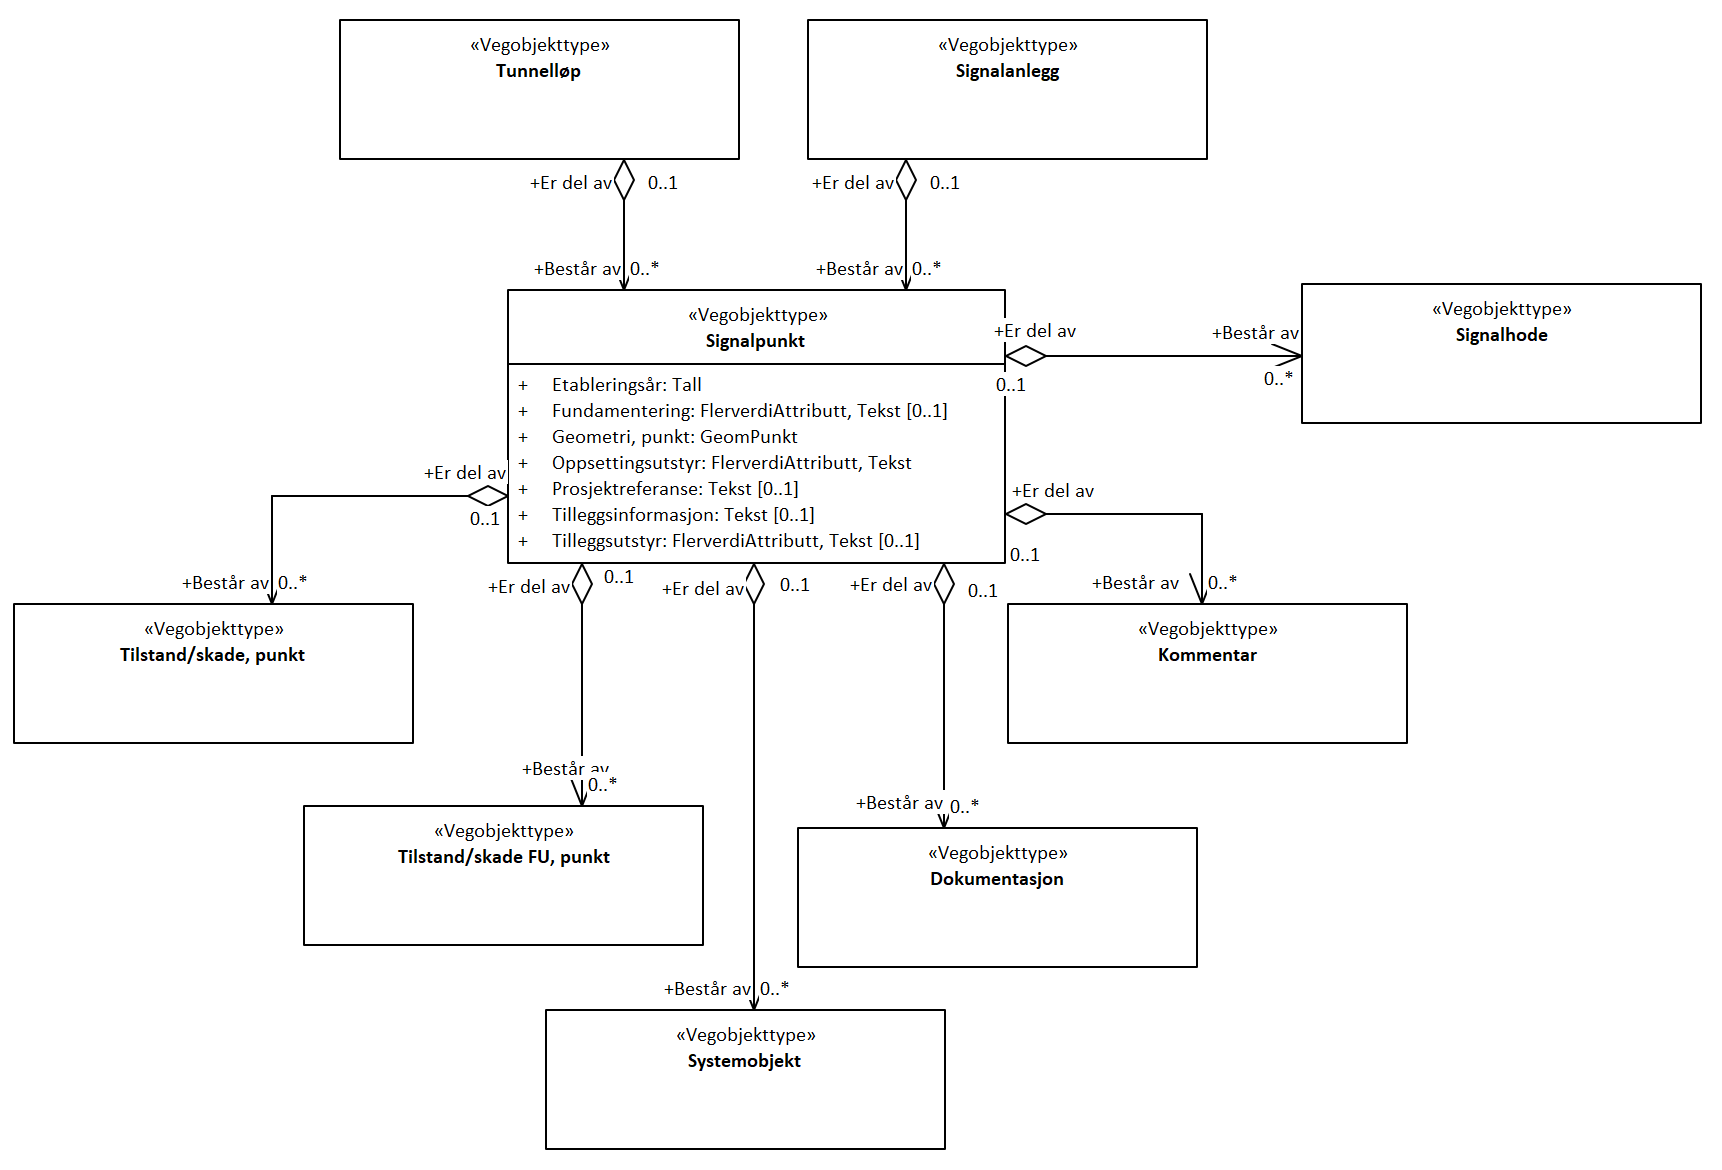 «Vegobjekttype»
Tunnelløp
«Vegobjekttype»
Signalanlegg
+Er del av
0..1
+Er del av
0..1
+Består av
0..*
+Består av
0..*
«Vegobjekttype»
Signalpunkt
+ Etableringsår: Tall
+ Fundamentering: FlerverdiAttributt, Tekst [0..1]
+ Geometri, punkt: GeomPunkt
+ Oppsettingsutstyr: FlerverdiAttributt, Tekst
+ Prosjektreferanse: Tekst [0..1]
+ Tilleggsinformasjon: Tekst [0..1]
+ Tilleggsutstyr: FlerverdiAttributt, Tekst [0..1]
+Er del av
0..1
+Består av
0..*
«Vegobjekttype»
Signalhode
+Er del av
0..1
+Består av
0..*
«Vegobjekttype»
Tilstand/skade, punkt
+Er del av
0..1
+Består av
0..*
«Vegobjekttype»
Kommentar
+Er del av
0..1
+Består av
0..*
«Vegobjekttype»
Tilstand/skade FU, punkt
+Er del av
0..1
+Består av
0..*
«Vegobjekttype»
Dokumentasjon
+Er del av
0..1
+Består av
0..*
«Vegobjekttype»
Systemobjekt